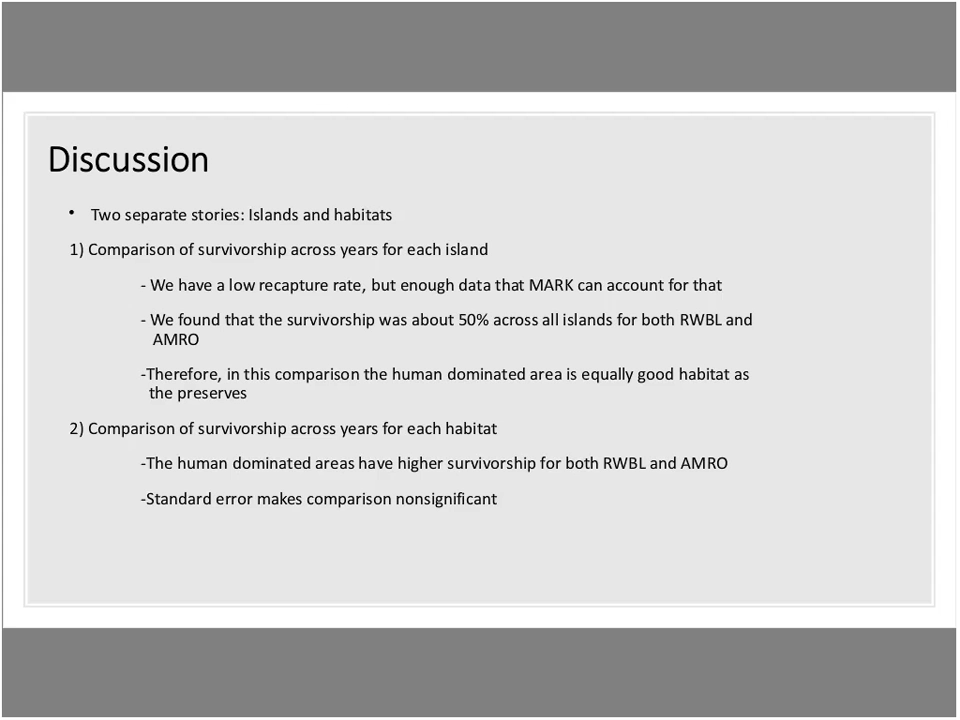 Discussion
• Two separate stories: Islands and habitats
1) Comparison of survivorship across years for each island
- We have a low recapture rate, but enough data that MARK can account for that
- We found that the survivorship was about 50% across all islands for both RWBL and
AMRO
-Therefore, in this comparison the human dominated area is equally good habitat as
the preserves
2) Comparison of survivorship across years for each habitat
-The human dominated areas have higher survivorship for both RWBL and AMRO
-Standard error makes comparison nonsignificant